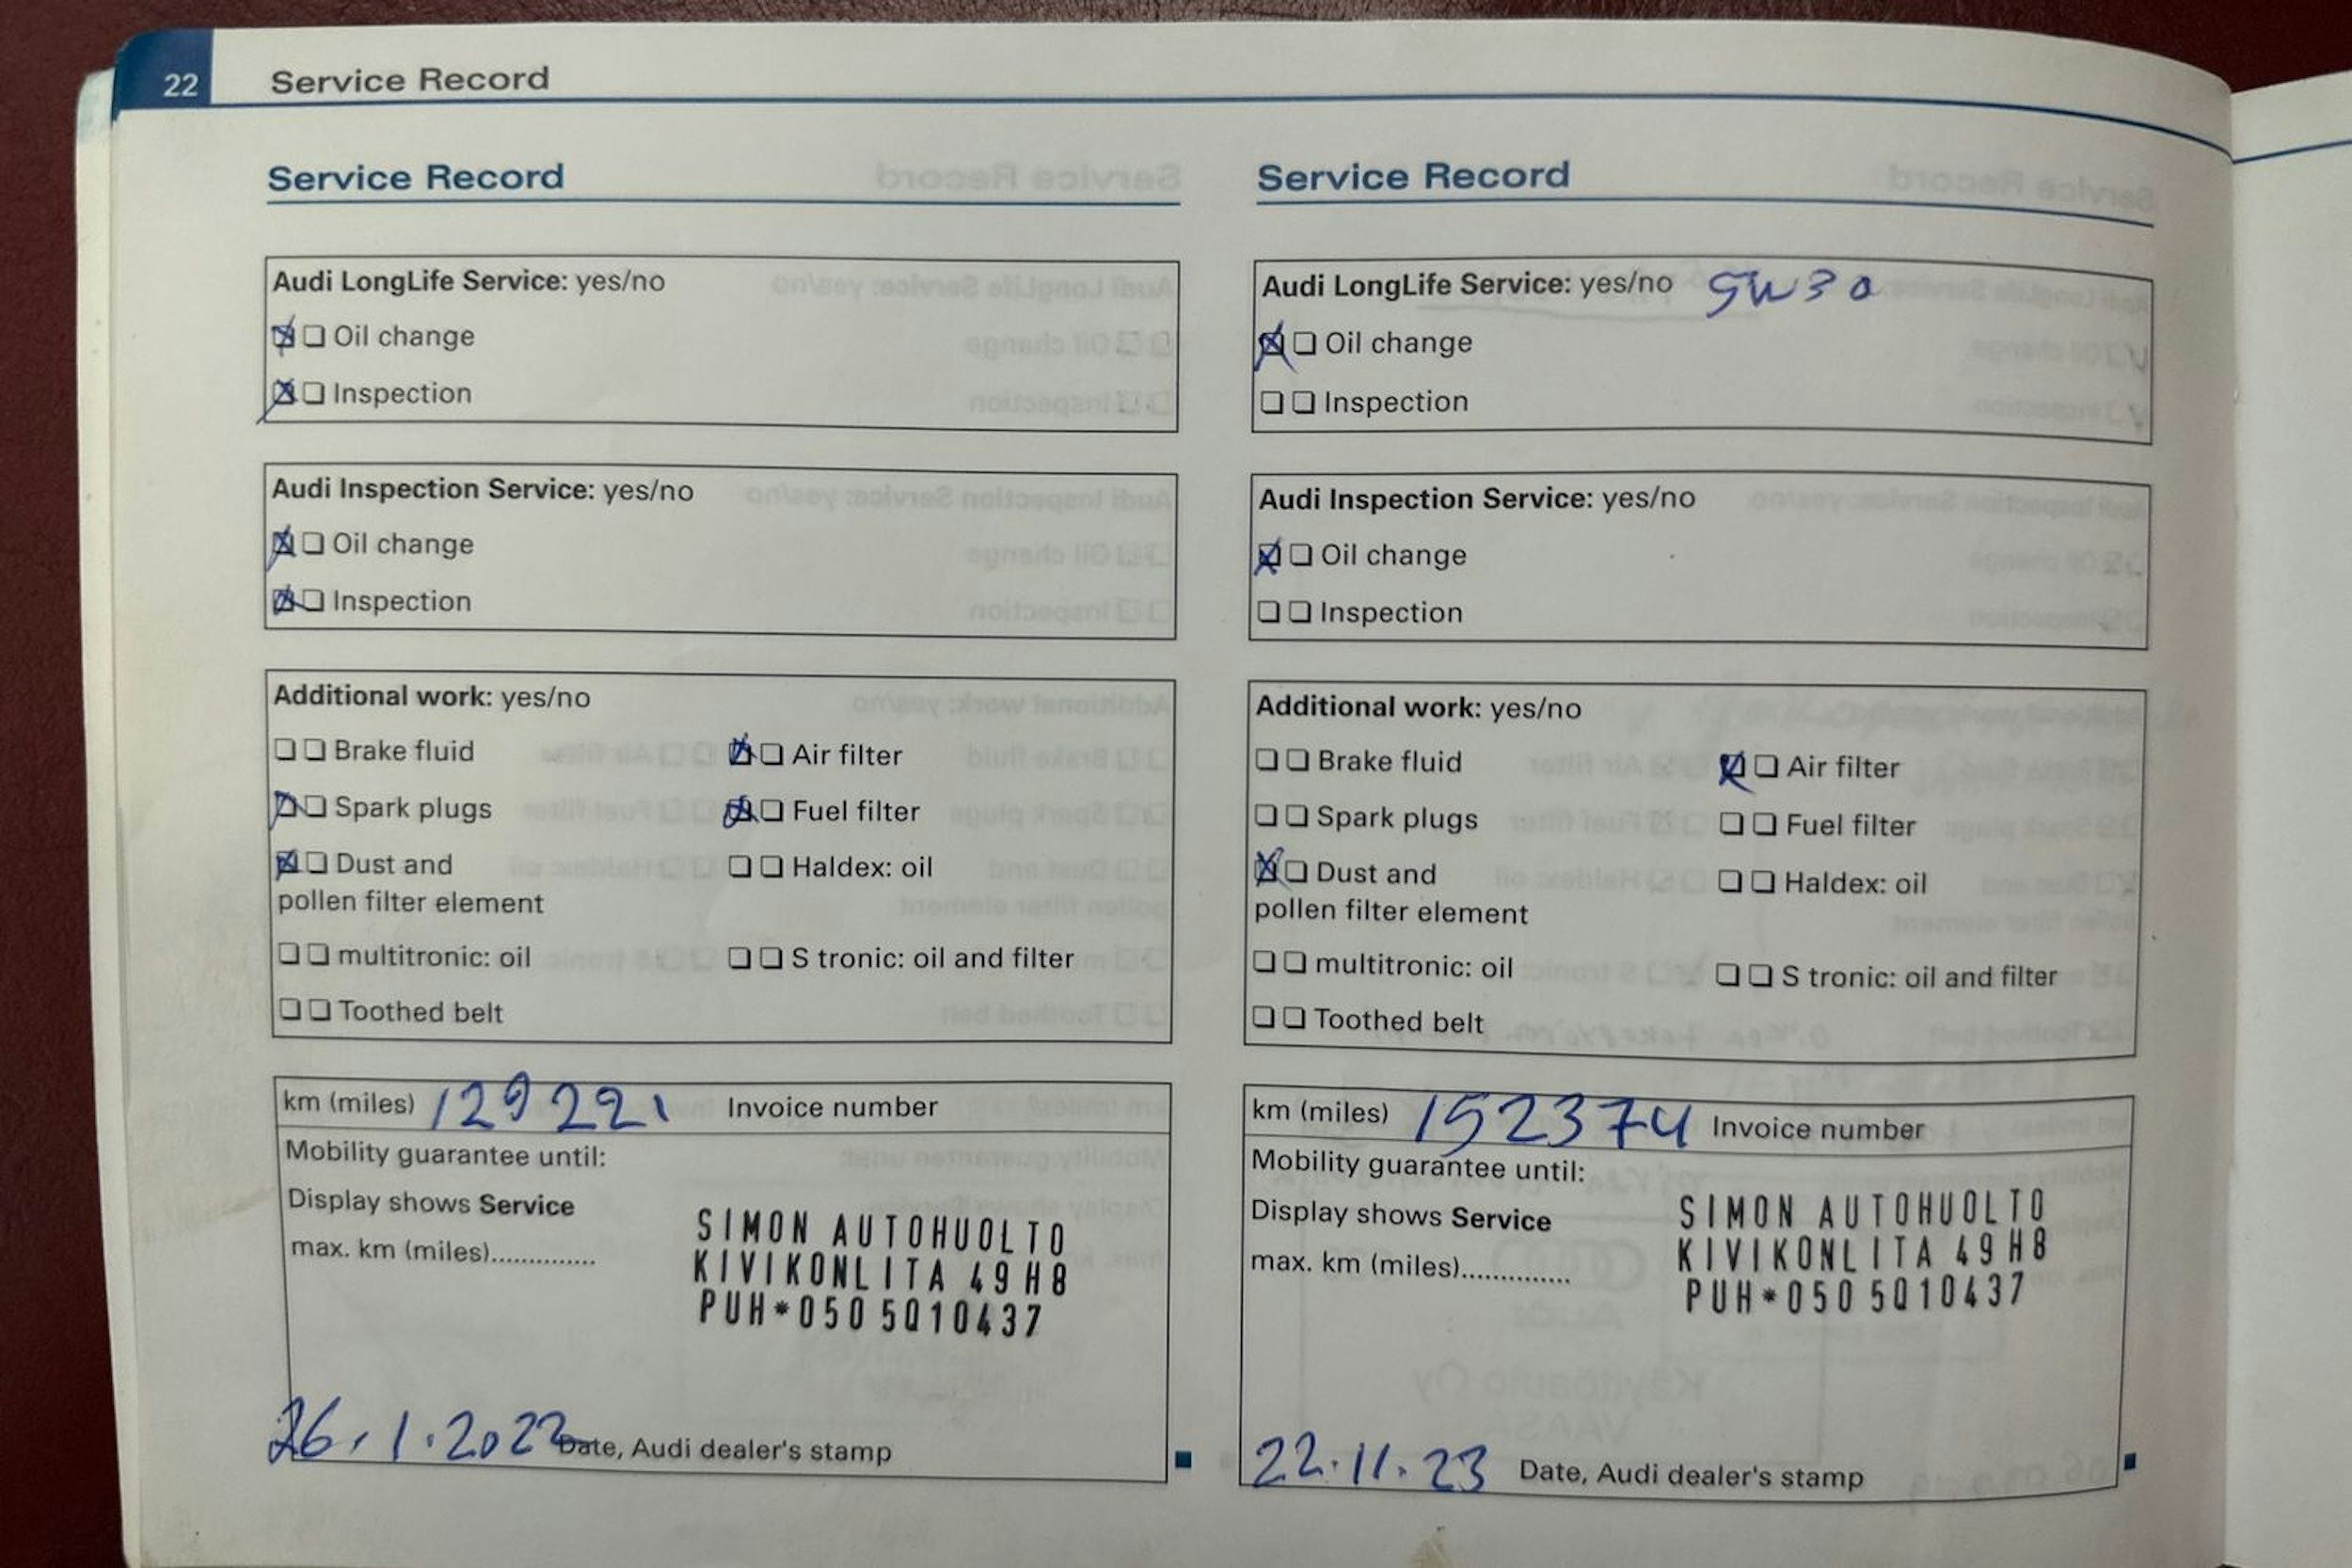 22 Service Record
Service Record
Audi LongLife Service: yes/no
Oil change
Inspection
Audi Inspection Service: yes/no
Oil change
Inspection
Additional work: yes/no
Brake fluid
Air filter
Spark plugs
Fuel filter
Dust and
pollen filter element
Haldex: oil
multitronic: oil
S tronic: oil and filter
Toothed belt
km (miles) 129221 Invoice number
Mobility guarantee until:
Display shows Service
max. km (miles)..............
SIMON AUTOHUOLTO
KIVIKONLITA 49 H8
PUH*050 5010437
26.1.2022 Date, Audi dealer's stamp
Service Record
Audi LongLife Service: yes/no 5W30
Oil change
Inspection
Audi Inspection Service: yes/no
Oil change
Inspection
Additional work: yes/no
Brake fluid
Air filter
Spark plugs
Fuel filter
Dust and
pollen filter element
Haldex: oil
multitronic: oil
S tronic: oil and filter
Toothed belt
km (miles) 152374 Invoice number
Mobility guarantee until:
Display shows Service
max. km (miles)..............
SIMON AUTOHUOLTO
KIVIKONLITA 49 H8
PUH*050 5010437
22.11.23 Date, Audi dealer's stamp